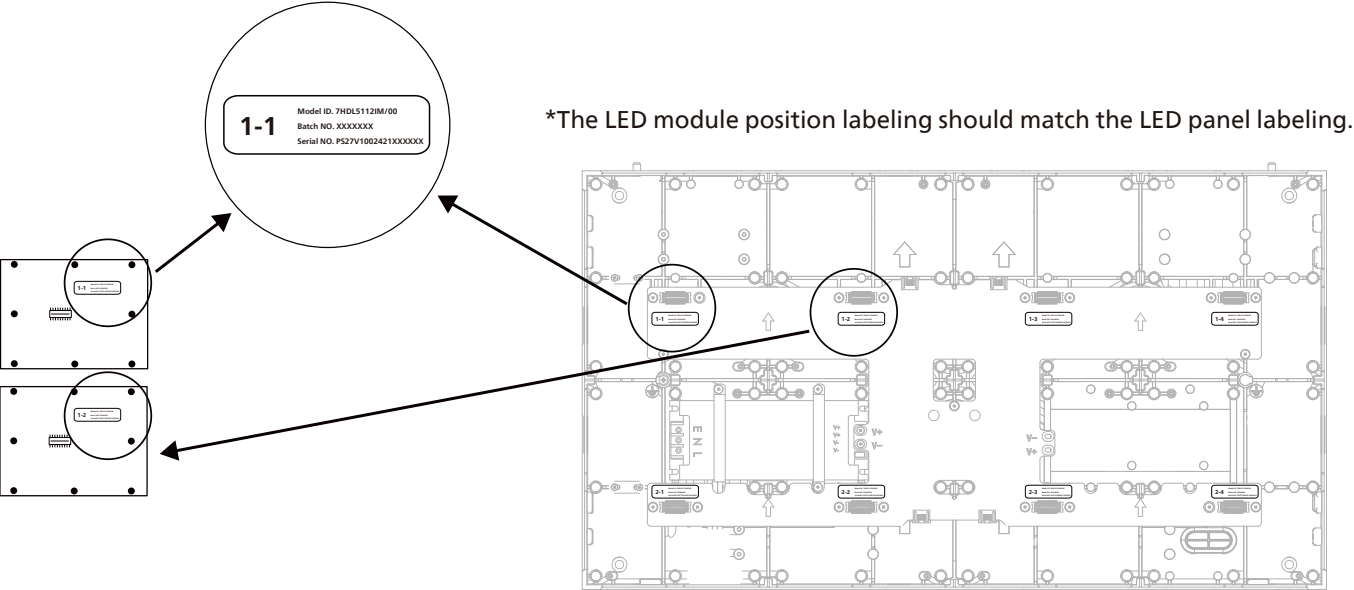 1-1
Model ID. 7HDL5112IM/00
Batch NO. XXXXXXX
Serial NO. PS27V1002421XXXXXX
*The LED module position labeling should match the LED panel labeling.
1-1
1-2
1-1
1-2
1-3
1-4
E N L
V+
V+
V-
V-
V+
V-
V-
V+
2-1
2-2
2-3
2-4